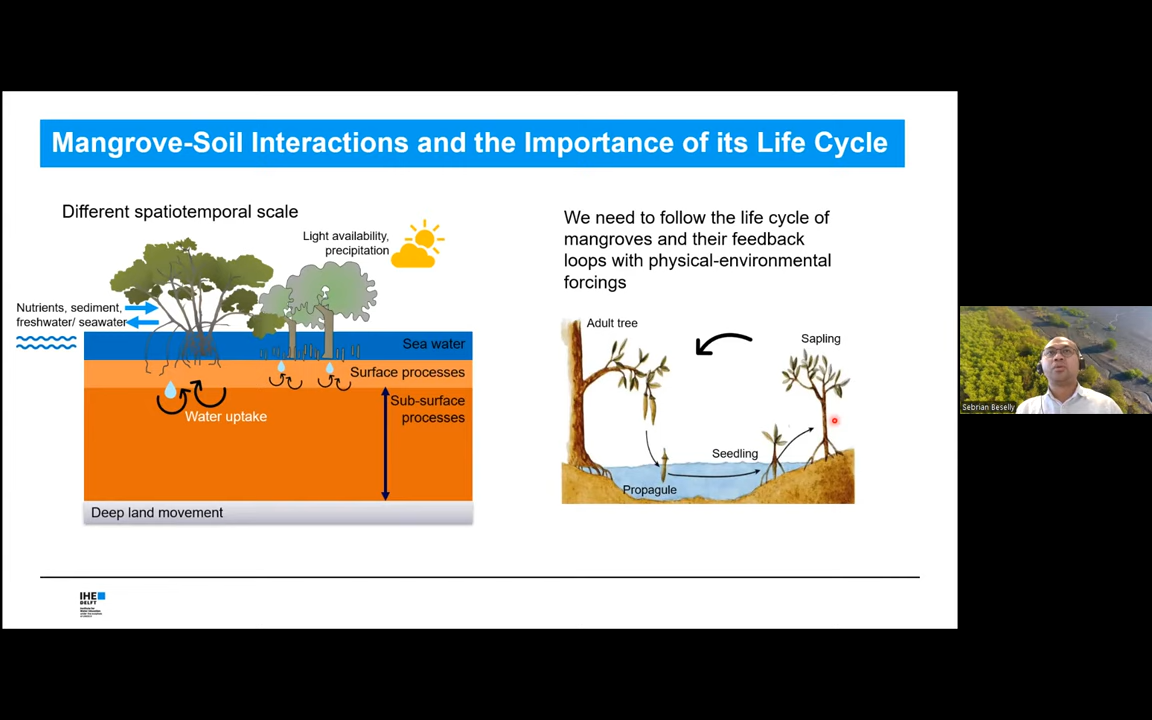 Mangrove-Soil Interactions and the Importance of its Life Cycle
Different spatiotemporal scale
Light availability,
precipitation
Nutrients, sediment,
freshwater/ seawater
Sea water
Surface processes
Sub-surface
processes
Water uptake
Deep land movement
We need to follow the life cycle of
mangroves and their feedback
loops with physical-environmental
forcings
Adult tree
Sapling
Seedling
Propagule
Sebrian Beselly
IHE
DELFT